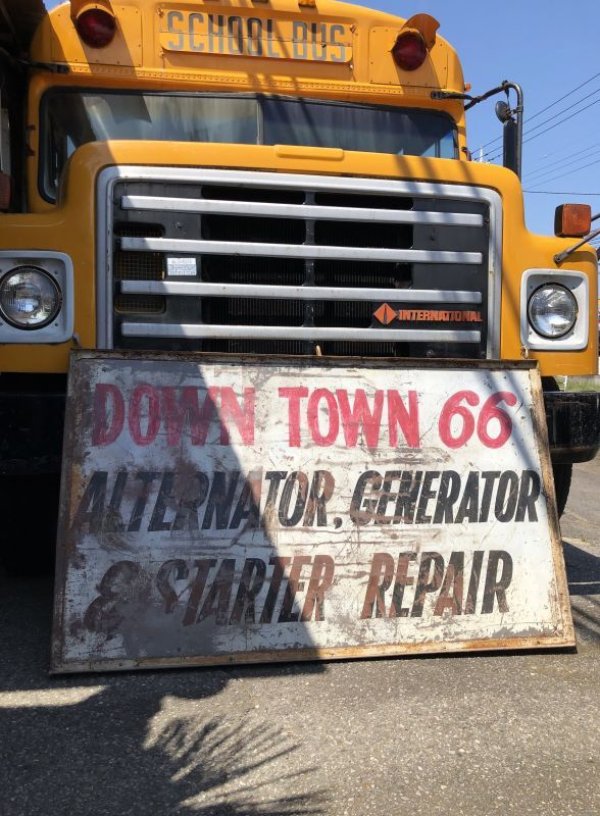 SCHOOL BUS
INTERNATIONAL
DOWN TOWN 66
ALTERNATOR, GENERATOR
& STARTER REPAIR